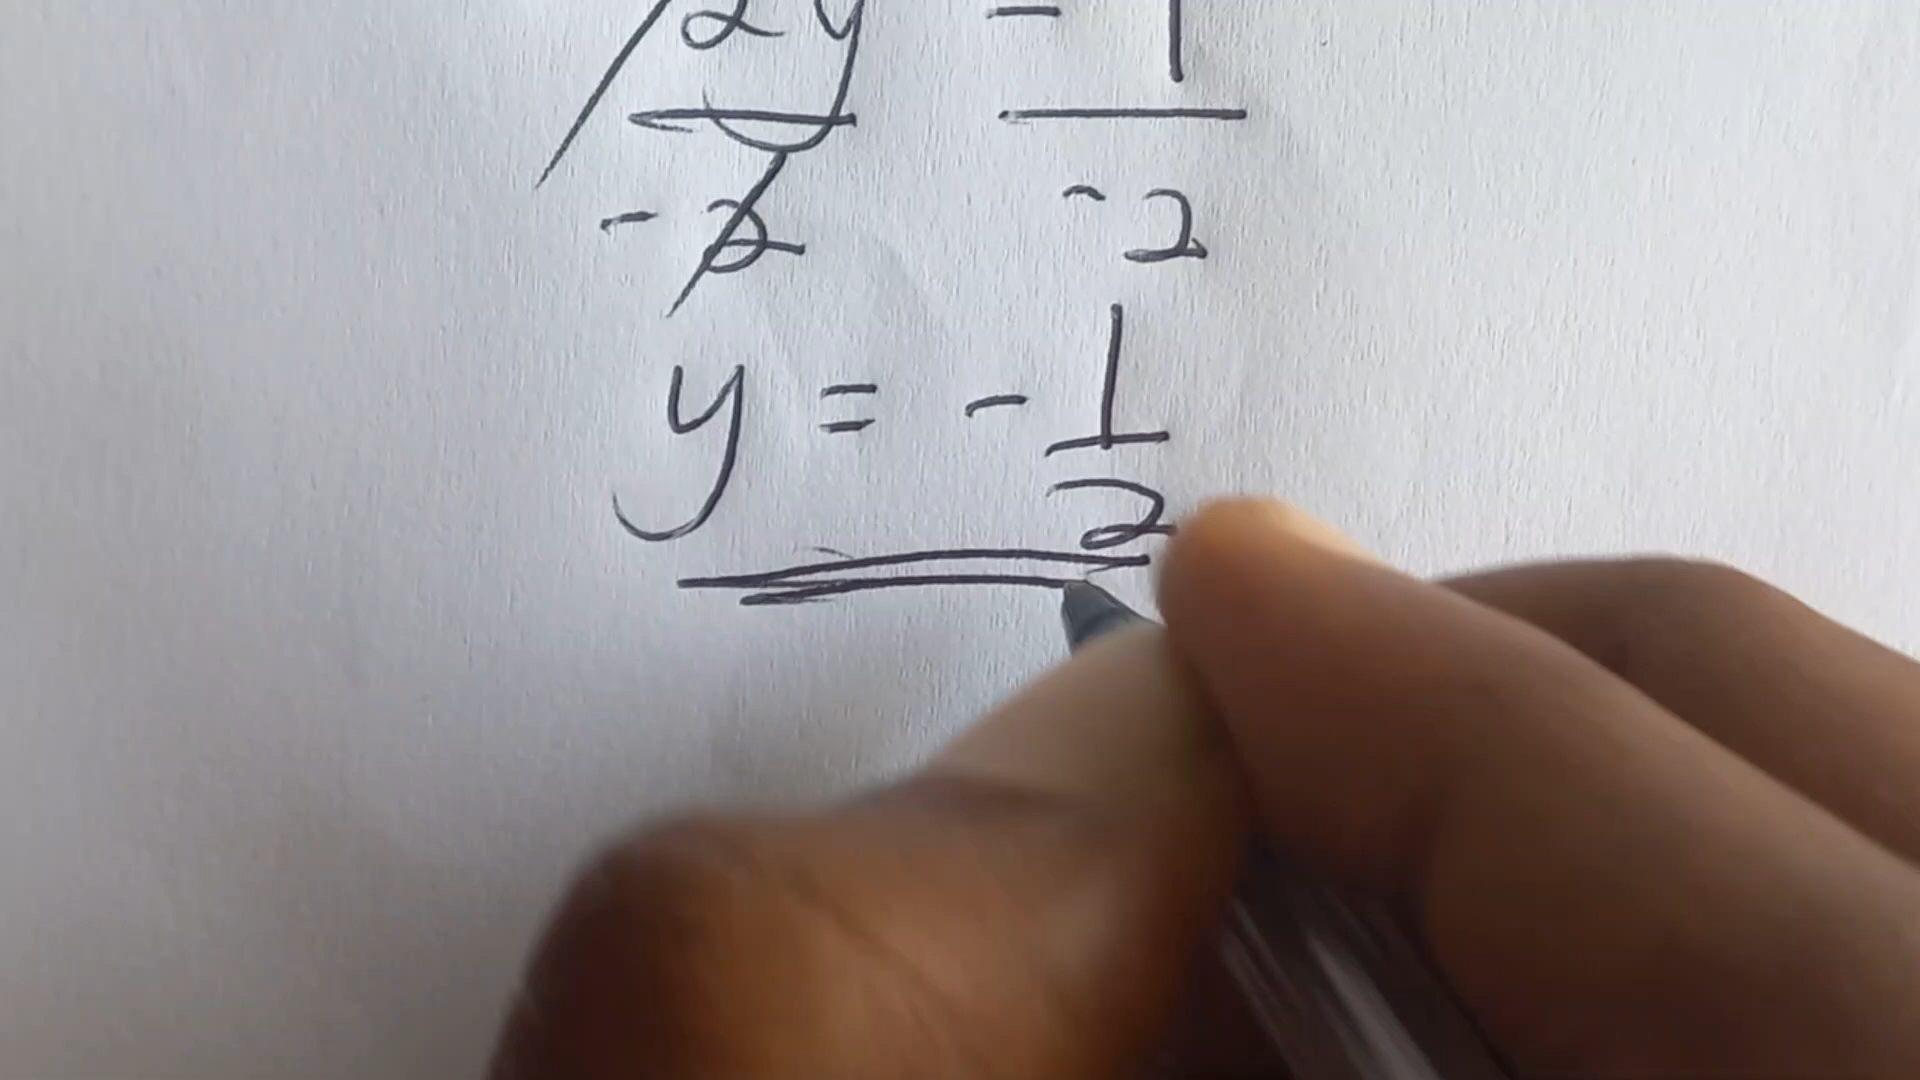 2y = 1
-2 -2
y = - 1/2